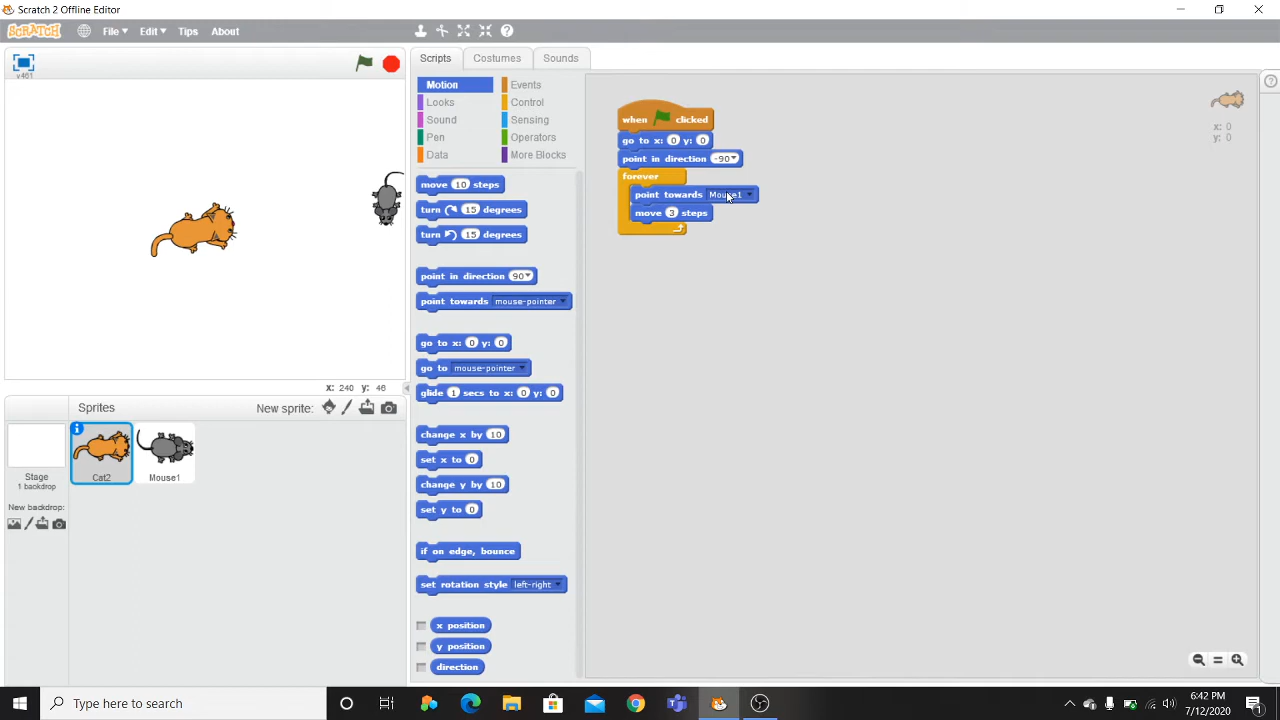 Scratch 2 Offline Editor
SCRATCH File Edit Tips About
v461
Scripts Costumes Sounds
Motion Events
Looks Control
Sound Sensing
Pen Operators
Data More Blocks
move 10 steps
turn 15 degrees
turn 15 degrees
point in direction 90
point towards mouse-pointer
go to x: 0 y: 0
go to mouse-pointer
glide 1 secs to x: 0 y: 0
change x by 10
set x to 0
change y by 10
set y to 0
if on edge, bounce
set rotation style left-right
x position
y position
direction
when clicked
go to x: 0 y: 0
point in direction -90
forever
point towards Mouse1
move 3 steps
x: 0
y: 0
x: 240 y: 46
Sprites New sprite:
Stage
1 backdrop
New backdrop:
Cat2
Mouse1
Type here to search
6:42 PM
7/12/2020